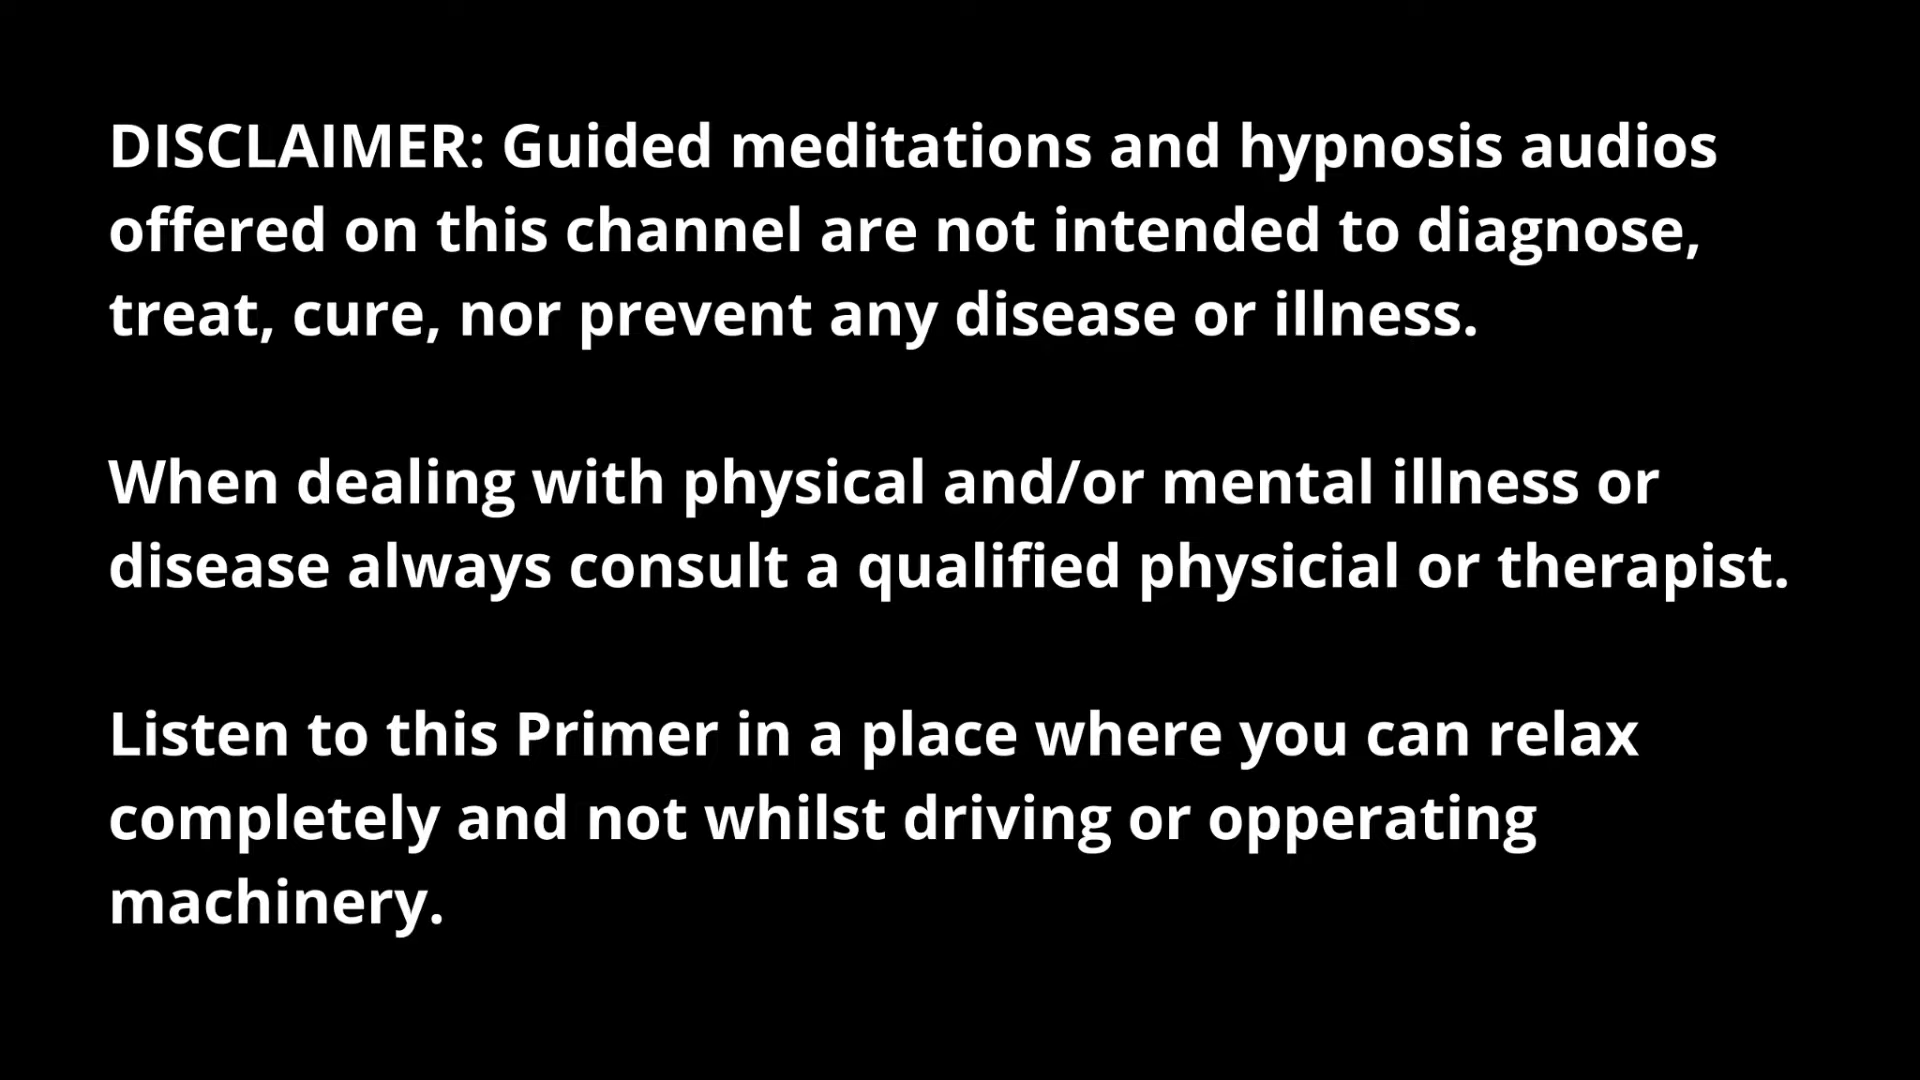 DISCLAIMER: Guided meditations and hypnosis audios
offered on this channel are not intended to diagnose,
treat, cure, nor prevent any disease or illness.
When dealing with physical and/or mental illness or
disease always consult a qualified physicial or therapist.
Listen to this Primer in a place where you can relax
completely and not whilst driving or opperating
machinery.